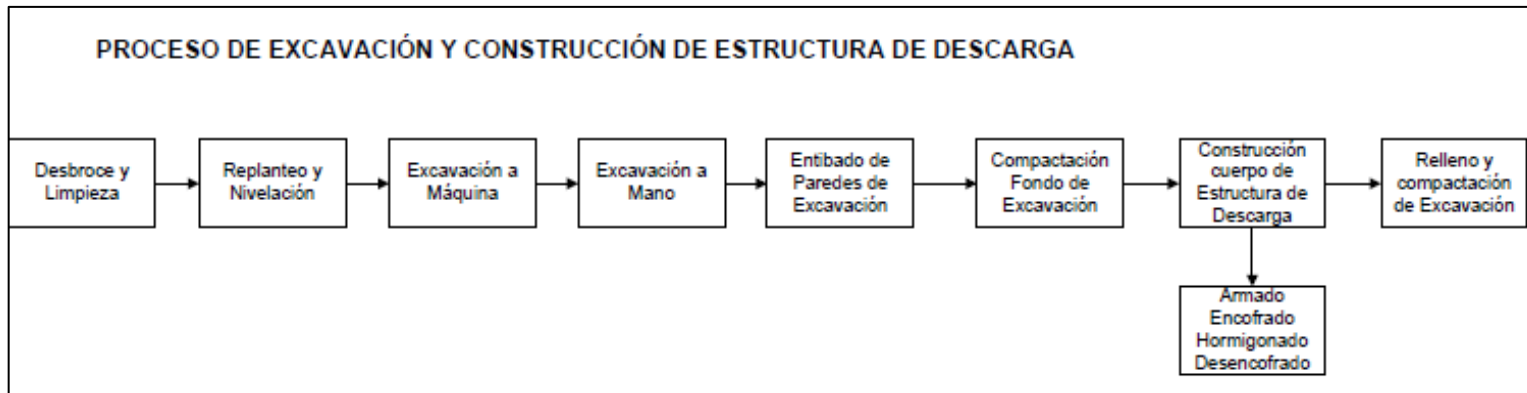 PROCESO DE EXCAVACIÓN Y CONSTRUCCIÓN DE ESTRUCTURA DE DESCARGA
Desbroce y
Limpieza
Replanteo y
Nivelación
Excavación a
Máquina
Excavación a
Mano
Entibado de
Paredes de
Excavación
Compactación
Fondo de
Excavación
Construcción
cuerpo de
Estructura de
Descarga
Relleno y
compactación
de Excavación
Armado
Encofrado
Hormigonado
Desencofrado